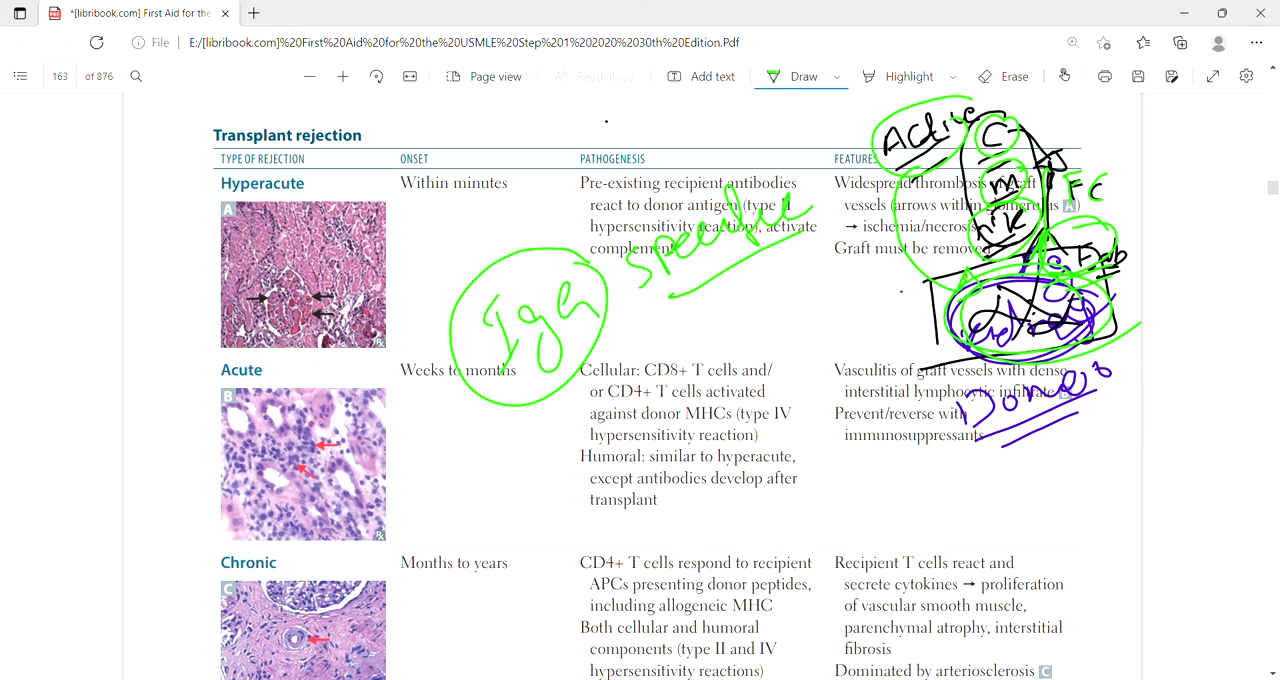 *[libribook.com] First Aid for the
File
E:/[libribook.com]%20First%20Aid%20for%20the%20USMLE%20Step%201%202020%2030th%20Edition.Pdf
163 of 876
Page view
Read aloud
Add text
Draw
Highlight
Erase
Transplant rejection
TYPE OF REJECTION ONSET PATHOGENESIS FEATURES
Hyperacute
A
Within minutes
Pre-existing recipient antibodies
react to donor antigen (type II
hypersensitivity reaction), activate
complement
Widespread thrombosis of graft
vessels (arrows within glomerulus A)
→ ischemia/necrosis
Graft must be removed
Acute
B
Weeks to months
Cellular: CD8+ T cells and/
or CD4+ T cells activated
against donor MHCs (type IV
hypersensitivity reaction)
Humoral: similar to hyperacute,
except antibodies develop after
transplant
Vasculitis of graft vessels with dense
interstitial lymphocytic infiltrate B
Prevent/reverse with
immunosuppressants
Chronic
C
Months to years
CD4+ T cells respond to recipient
APCs presenting donor peptides,
including allogeneic MHC
Both cellular and humoral
components (type II and IV
hypersensitivity reactions)
Recipient T cells react and
secrete cytokines → proliferation
of vascular smooth muscle,
parenchymal atrophy, interstitial
fibrosis
Dominated by arteriosclerosis C
Active
C
m
NK
FC
Fab
IgG
specific